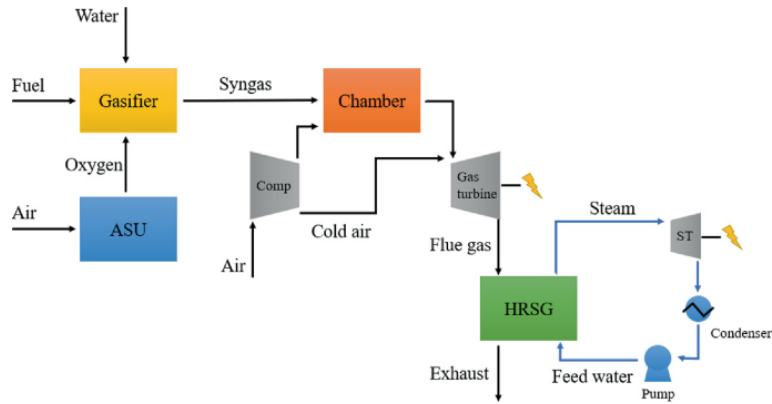 Water
Fuel
Gasifier
Syngas
Chamber
Oxygen
Comp
Gas
turbine
Air
ASU
Cold air
Steam
ST
Air
Flue gas
HRSG
Condenser
Exhaust
Feed water
Pump